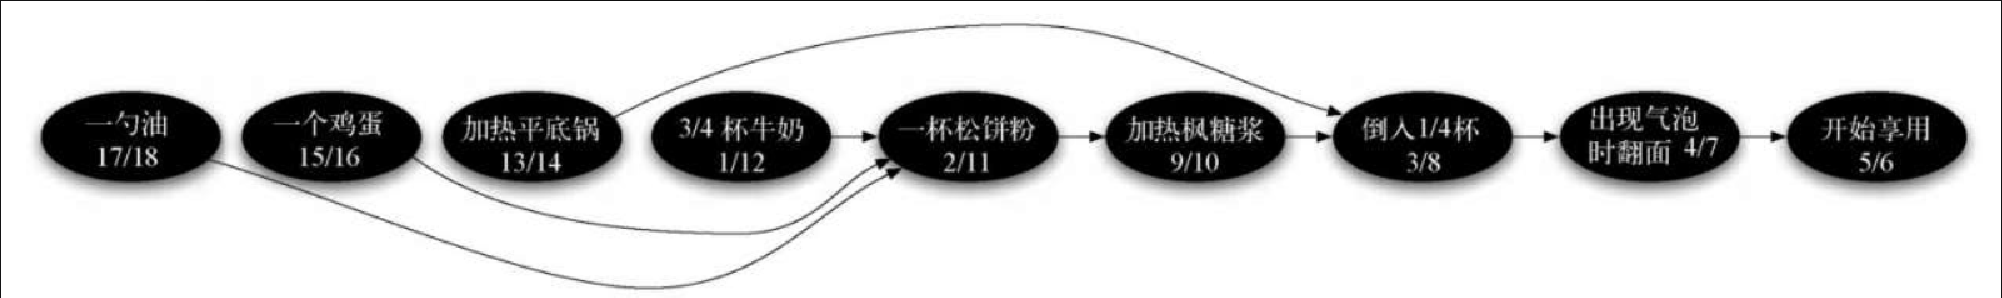 一勺油
17/18
一个鸡蛋
15/16
加热平底锅
13/14
3/4 杯牛奶
1/12
一杯松饼粉
2/11
加热枫糖浆
9/10
倒入1/4杯
3/8
出现气泡
时翻面 4/7
开始享用
5/6